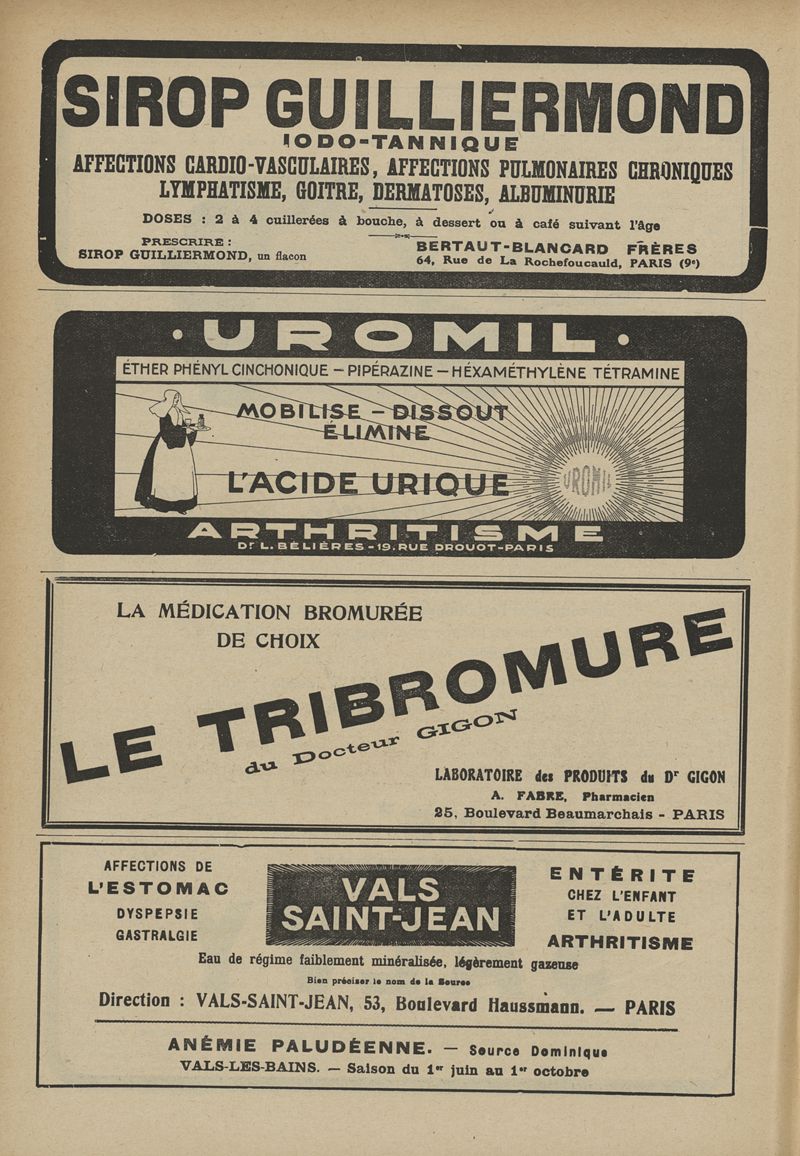 SIROP GUILLIERMOND
IODO-TANNIQUE
AFFECTIONS CARDIO-VASCULAIRES, AFFECTIONS PULMONAIRES CHRONIQUES
LYMPHATISME, GOITRE, DERMATOSES, ALBUMINURIE
DOSES : 2 à 4 cuillerées à bouche, à dessert ou à café suivant l'âge
PRESCRIRE :
SIROP GUILLIERMOND, un flacon
BERTAUT-BLANCARD FRÈRES
64, Rue de La Rochefoucauld, PARIS (9e)
• UROMIL •
ÉTHER PHÉNYL CINCHONIQUE – PIPÉRAZINE – HÉXAMÉTHYLÈNE TÉTRAMINE
MOBILISE – DISSOUT
ÉLIMINE
L'ACIDE URIQUE
UROMIL
ARTHRITISME
Dr L. BÉLIÈRES - 19, RUE DROUOT - PARIS
LA MÉDICATION BROMURÉE
DE CHOIX
LE TRIBROMURE
du Docteur GIGON
LABORATOIRE des PRODUITS du Dr GIGON
A. FABRE, Pharmacien
25, Boulevard Beaumarchais - PARIS
AFFECTIONS DE
L'ESTOMAC
DYSPEPSIE
GASTRALGIE
VALS
SAINT-JEAN
ENTÉRITE
CHEZ L'ENFANT
ET L'ADULTE
ARTHRITISME
Eau de régime faiblement minéralisée, légèrement gazeuse
Bien préciser le nom de la Source
Direction : VALS-SAINT-JEAN, 53, Boulevard Haussmann. — PARIS
ANÉMIE PALUDÉENNE. — Source Dominique
VALS-LES-BAINS. — Saison du 1er juin au 1er octobre